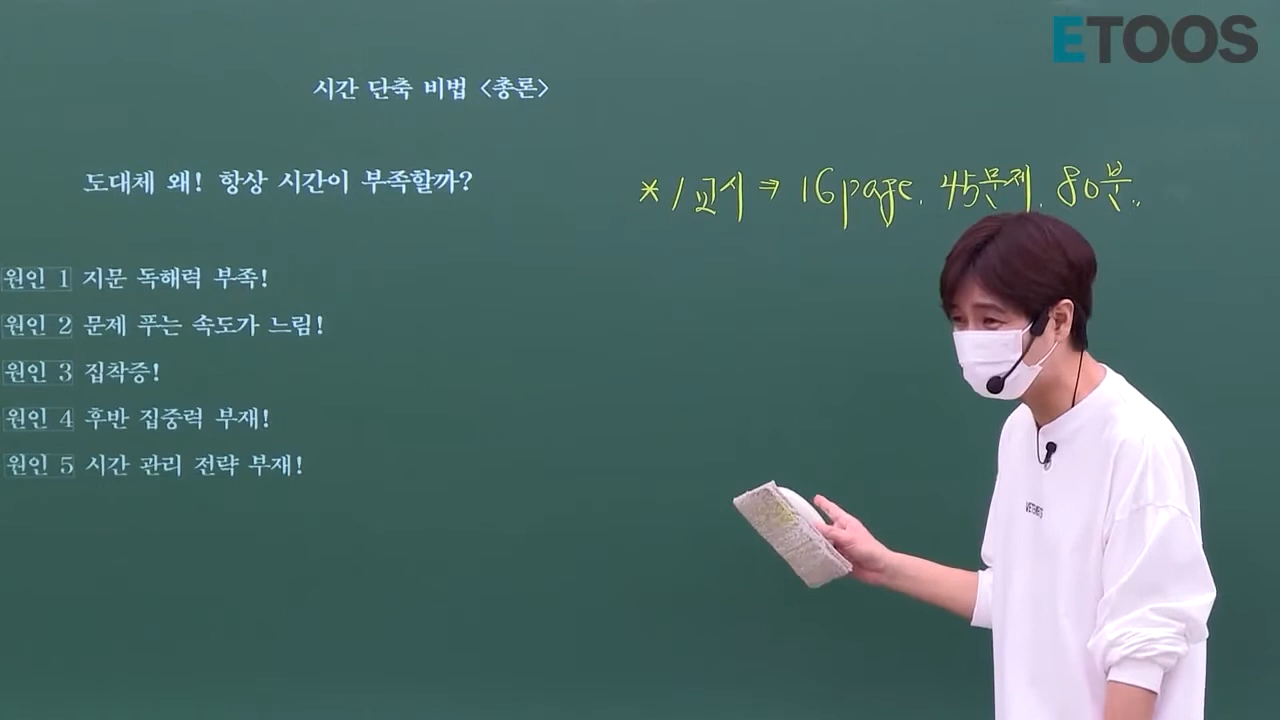 ETOOS
시간 단축 비법 <총론>
도대체 왜! 항상 시간이 부족할까?
* 1교시 ⇒ 16page. 45문제. 80분..
원인 1 지문 독해력 부족!
원인 2 문제 푸는 속도가 느림!
원인 3 집착증!
원인 4 후반 집중력 부재!
원인 5 시간 관리 전략 부재!